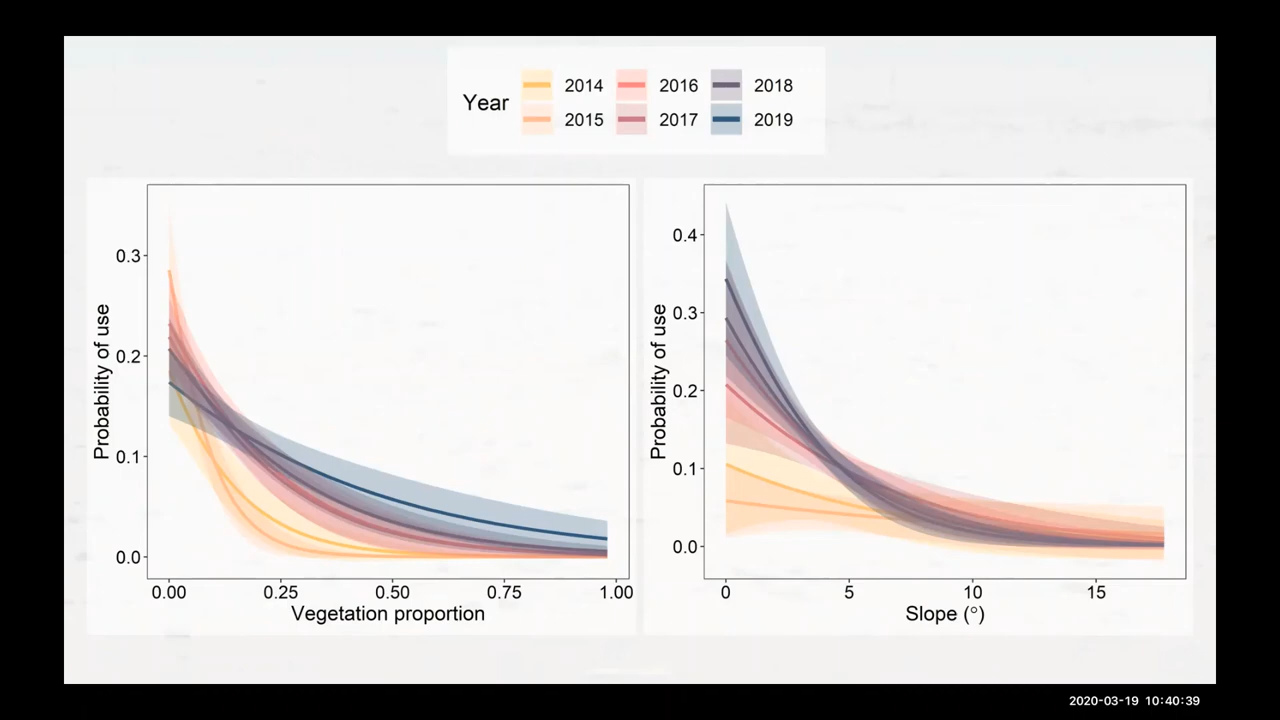 Year
2014 2016 2018
2015 2017 2019
Probability of use
0.3
0.2
0.1
0.0
0.00 0.25 0.50 0.75 1.00
Vegetation proportion
Probability of use
0.4
0.3
0.2
0.1
0.0
0 5 10 15
Slope (°)
2020-03-19 10:40:39